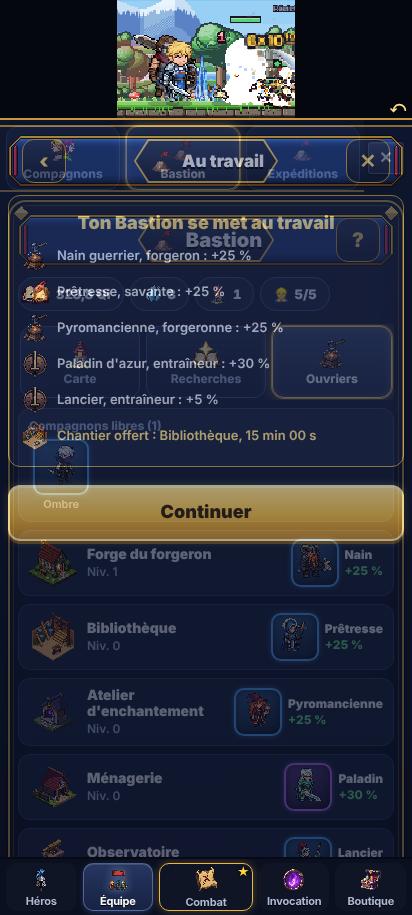 Compagnons
Bastion
Expéditions
Au travail
Ton Bastion se met au travail
Bastion
?
Nain guerrier, forgeron : +25 %
Prêtresse, savante : +25 %
1
5/5
Pyromancienne, forgeronne : +25 %
Paladin d'azur, entraîneur : +30 %
Carte
Recherches
Ouvriers
Lancier, entraîneur : +5 %
Compagnons libres (1)
Chantier offert : Bibliothèque, 15 min 00 s
Ombre
Continuer
Forge du forgeron
Niv. 1
Nain
+25 %
Bibliothèque
Niv. 0
Prêtresse
+25 %
Atelier
d'enchantement
Niv. 0
Pyromancienne
+25 %
Ménagerie
Niv. 0
Paladin
+30 %
Observatoire
Lancier
Héros
Équipe
Combat
Invocation
Boutique